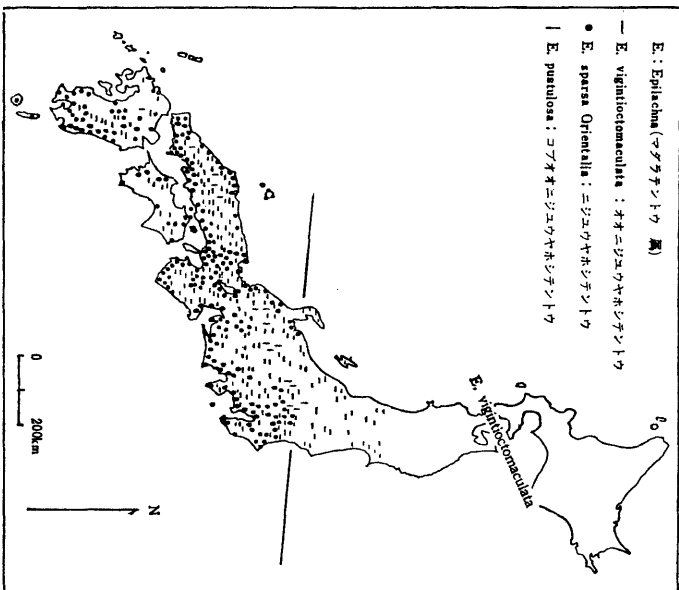 E. : Epilachna (マダラテントウ 属)
— E. vigintioctomaculata : オオニジュウヤホシテントウ
● E. sparsa Orientalia : ニジュウヤホシテントウ
| E. pustulosa : コブオオニジュウヤホシテントウ
E. vigintioctomaculata
0 200km
N